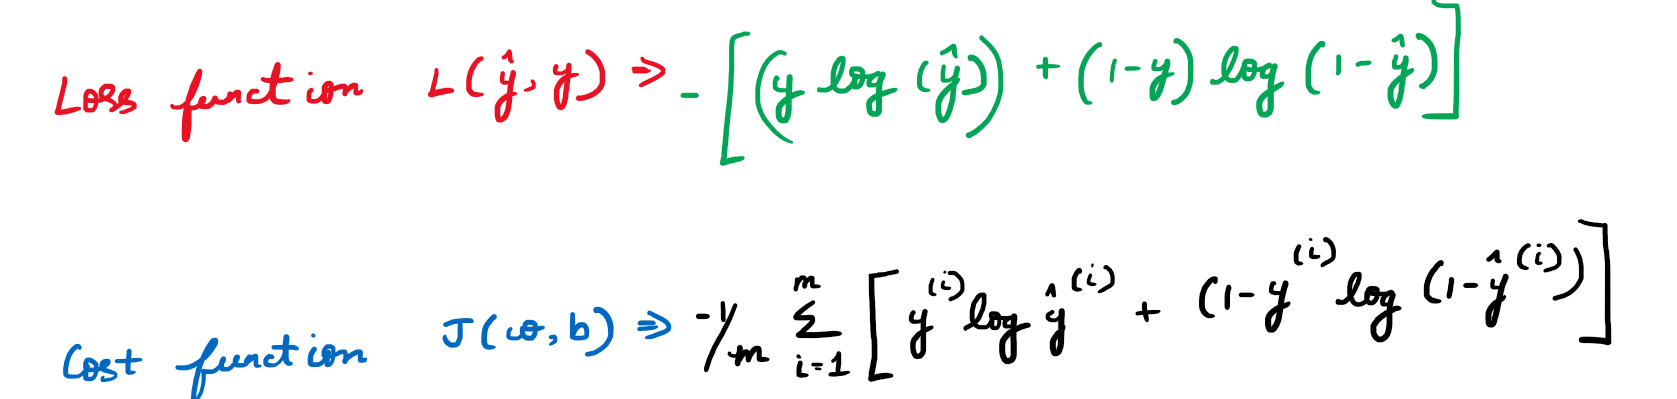 Loss function L(ŷ, y) ⇒ - [(y log (ŷ)) + (1-y) log (1-ŷ)]
Cost function J(ω, b) ⇒ -1/m Σ_{i=1}^{m} [y^{(i)} log ŷ^{(i)} + (1-y^{(i)} log (1-ŷ^{(i)})]